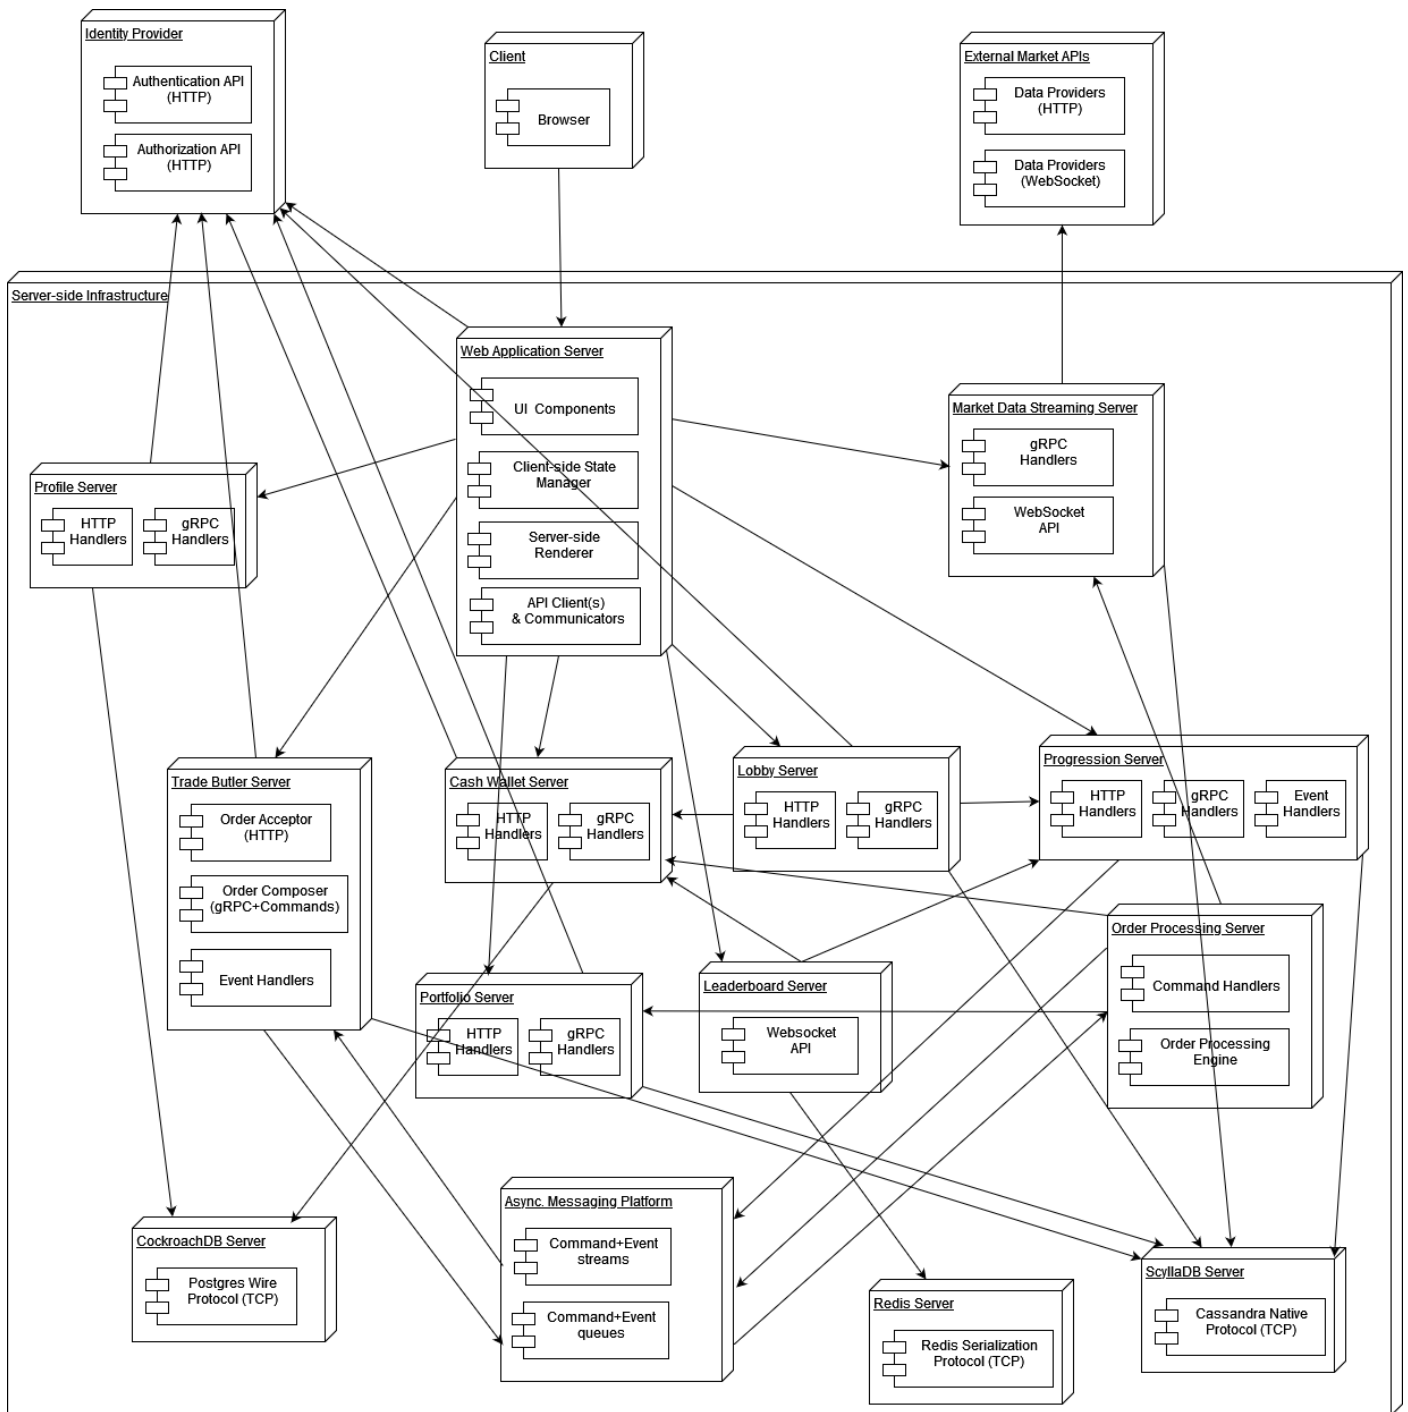 Identity Provider
Authentication API
(HTTP)
Authorization API
(HTTP)
Client
Browser
External Market APIs
Data Providers
(HTTP)
Data Providers
(WebSocket)
Server-side Infrastructure
Web Application Server
UI Components
Client-side State
Manager
Server-side
Renderer
API Client(s)
& Communicators
Market Data Streaming Server
gRPC
Handlers
WebSocket
API
Profile Server
HTTP
Handlers
gRPC
Handlers
Trade Butler Server
Order Acceptor
(HTTP)
Order Composer
(gRPC+Commands)
Event Handlers
Cash Wallet Server
HTTP
Handlers
gRPC
Handlers
Lobby Server
HTTP
Handlers
gRPC
Handlers
Progression Server
HTTP
Handlers
gRPC
Handlers
Event
Handlers
Order Processing Server
Command Handlers
Order Processing
Engine
Portfolio Server
HTTP
Handlers
gRPC
Handlers
Leaderboard Server
Websocket
API
Async. Messaging Platform
Command+Event
streams
Command+Event
queues
CockroachDB Server
Postgres Wire
Protocol (TCP)
Redis Server
Redis Serialization
Protocol (TCP)
ScyllaDB Server
Cassandra Native
Protocol (TCP)